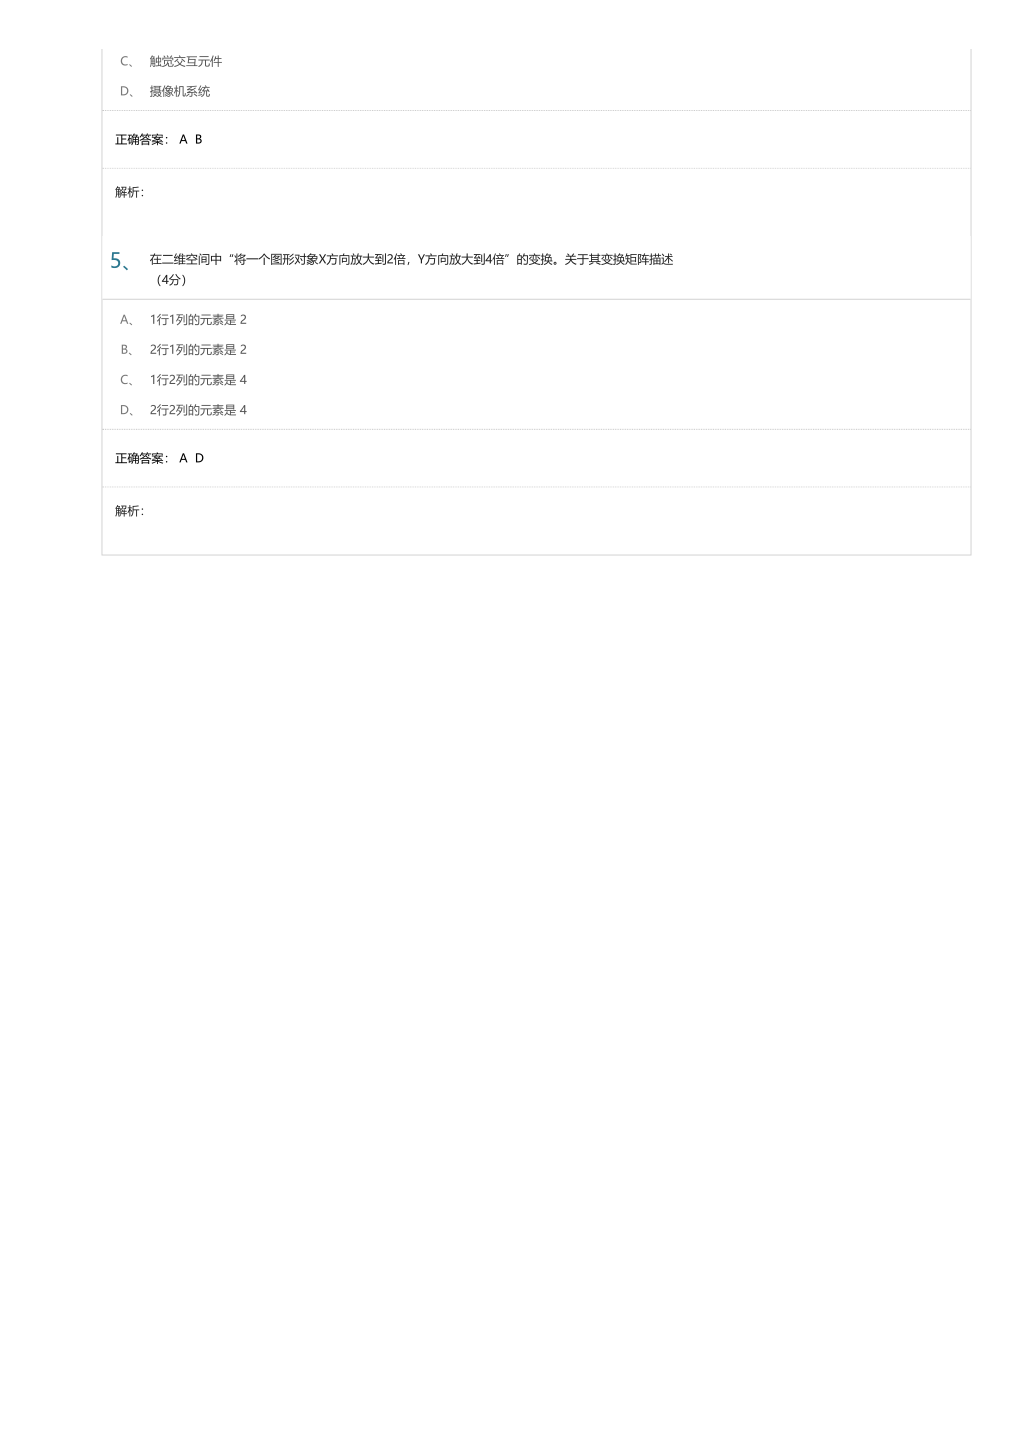 C、 触觉交互元件
D、 摄像机系统
正确答案： A B
解析：
5、 在二维空间中“将一个图形对象X方向放大到2倍，Y方向放大到4倍”的变换。关于其变换矩阵描述
（4分）
A、 1行1列的元素是 2
B、 2行1列的元素是 2
C、 1行2列的元素是 4
D、 2行2列的元素是 4
正确答案： A D
解析：